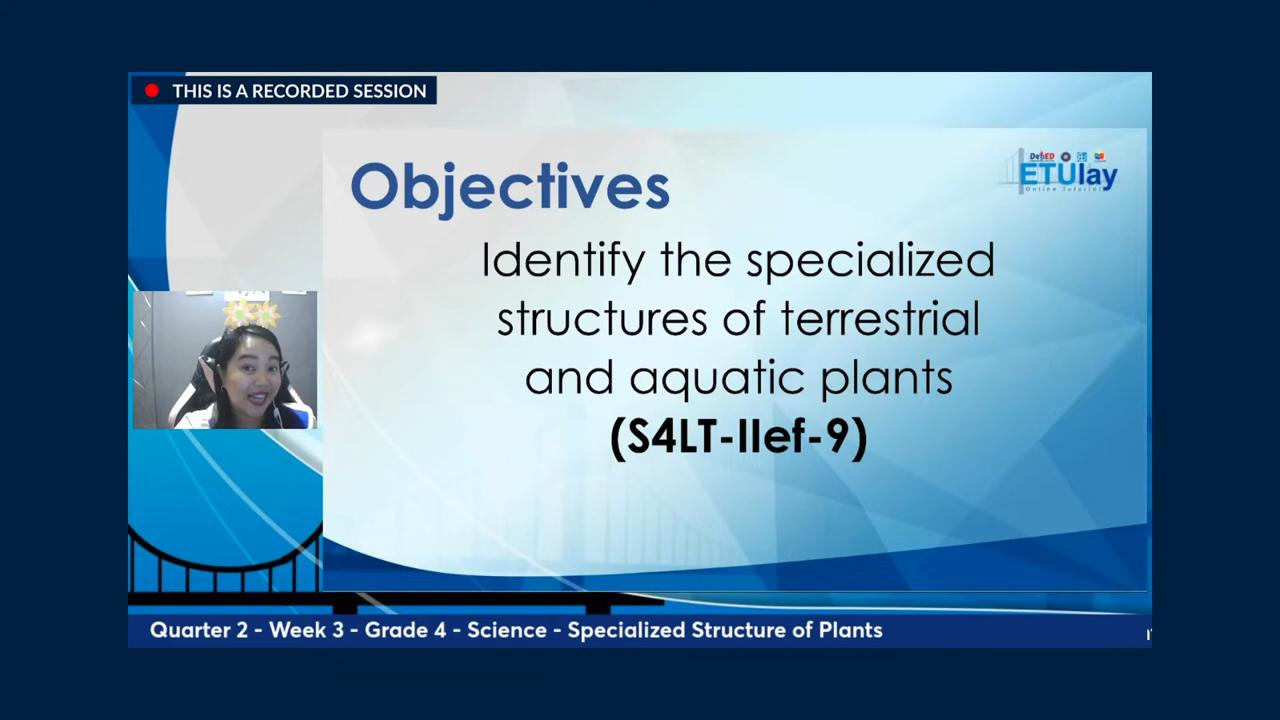 THIS IS A RECORDED SESSION
DepED
ETUlay
Online Tutorial
Objectives
Identify the specialized
structures of terrestrial
and aquatic plants
(S4LT-IIef-9)
Quarter 2 - Week 3 - Grade 4 - Science - Specialized Structure of Plants